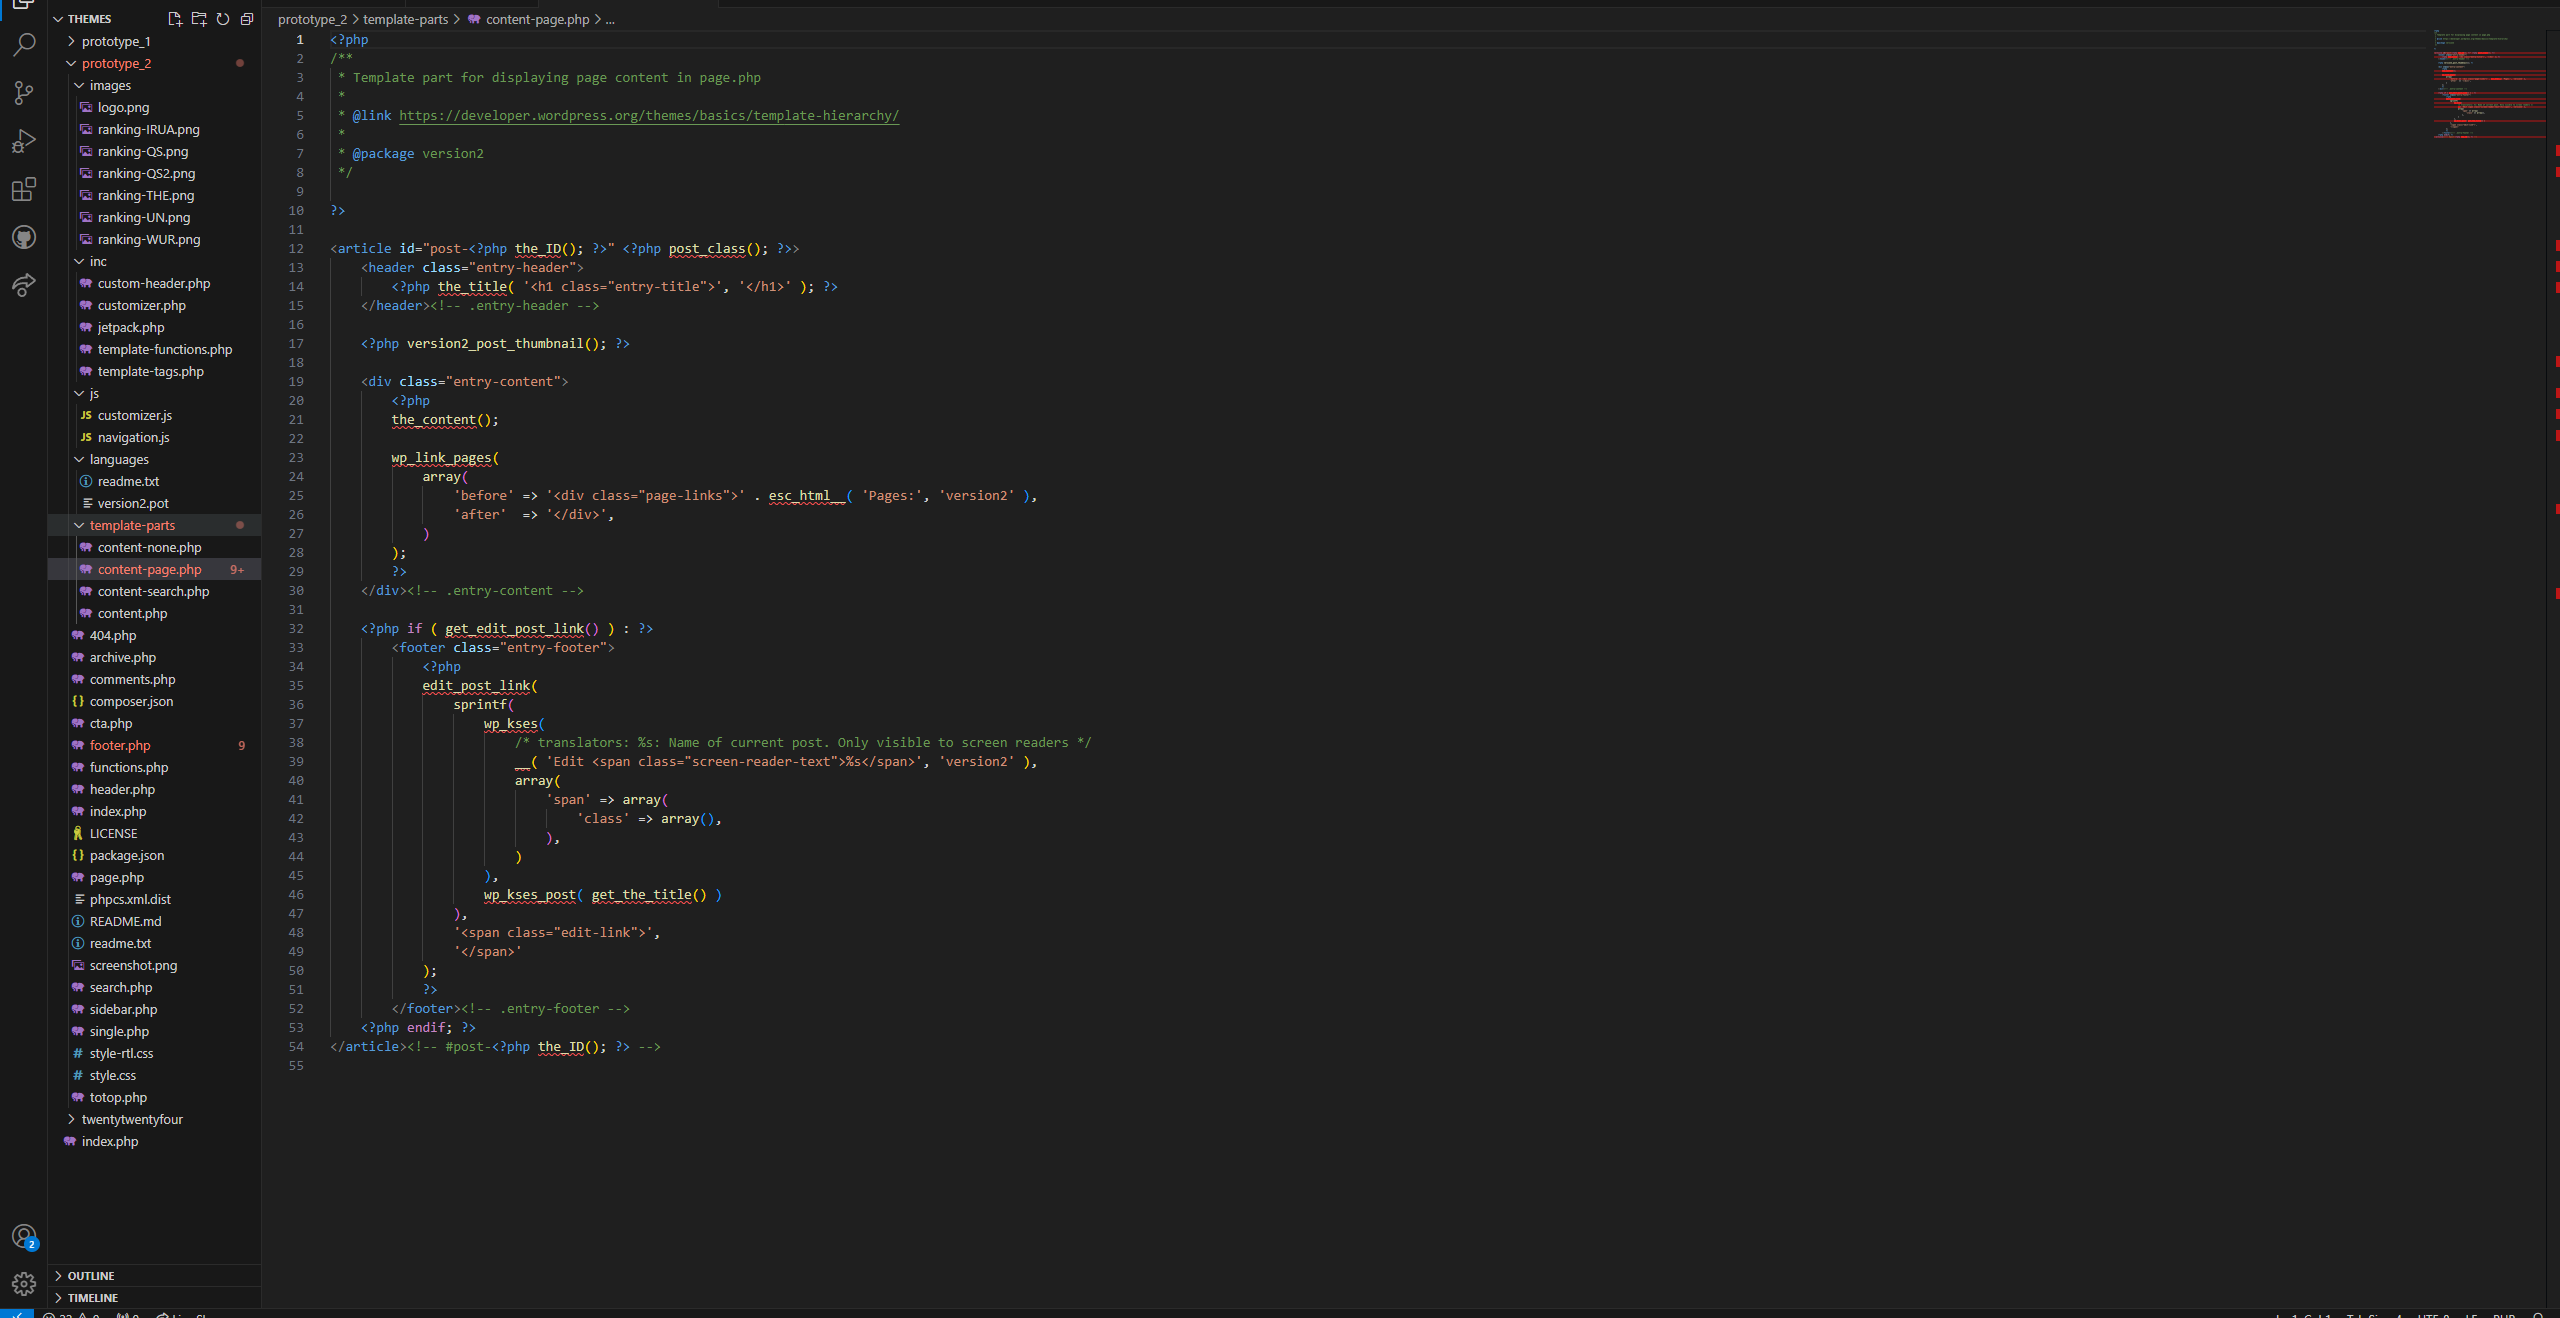 THEMES
prototype_1
prototype_2
images
logo.png
ranking-IRUA.png
ranking-QS.png
ranking-QS2.png
ranking-THE.png
ranking-UN.png
ranking-WUR.png
inc
custom-header.php
customizer.php
jetpack.php
template-functions.php
template-tags.php
js
JS customizer.js
JS navigation.js
languages
readme.txt
version2.pot
template-parts
content-none.php
content-page.php 9+
content-search.php
content.php
404.php
archive.php
comments.php
{} composer.json
cta.php
footer.php 9
functions.php
header.php
index.php
LICENSE
{} package.json
page.php
phpcs.xml.dist
README.md
readme.txt
screenshot.png
search.php
sidebar.php
single.php
# style-rtl.css
# style.css
totop.php
twentytwentyfour
index.php
2
OUTLINE
TIMELINE
prototype_2 > template-parts > content-page.php > ...
1 <?php
2 /**
3  * Template part for displaying page content in page.php
4  *
5  * @link https://developer.wordpress.org/themes/basics/template-hierarchy/
6  *
7  * @package version2
8  */
9
10 ?>
11
12 <article id="post-<?php the_ID(); ?>" <?php post_class(); ?>>
13     <header class="entry-header">
14         <?php the_title( '<h1 class="entry-title">', '</h1>' ); ?>
15     </header><!-- .entry-header -->
16
17     <?php version2_post_thumbnail(); ?>
18
19     <div class="entry-content">
20         <?php
21         the_content();
22
23         wp_link_pages(
24             array(
25                 'before' => '<div class="page-links">' . esc_html__( 'Pages:', 'version2' ),
26                 'after'  => '</div>',
27             )
28         );
29         ?>
30     </div><!-- .entry-content -->
31
32     <?php if ( get_edit_post_link() ) : ?>
33         <footer class="entry-footer">
34             <?php
35             edit_post_link(
36                 sprintf(
37                     wp_kses(
38                         /* translators: %s: Name of current post. Only visible to screen readers */
39                         __( 'Edit <span class="screen-reader-text">%s</span>', 'version2' ),
40                         array(
41                             'span' => array(
42                                 'class' => array(),
43                             ),
44                         )
45                     ),
46                     wp_kses_post( get_the_title() )
47                 ),
48                 '<span class="edit-link">',
49                 '</span>'
50             );
51             ?>
52         </footer><!-- .entry-footer -->
53     <?php endif; ?>
54 </article><!-- #post-<?php the_ID(); ?> -->
55